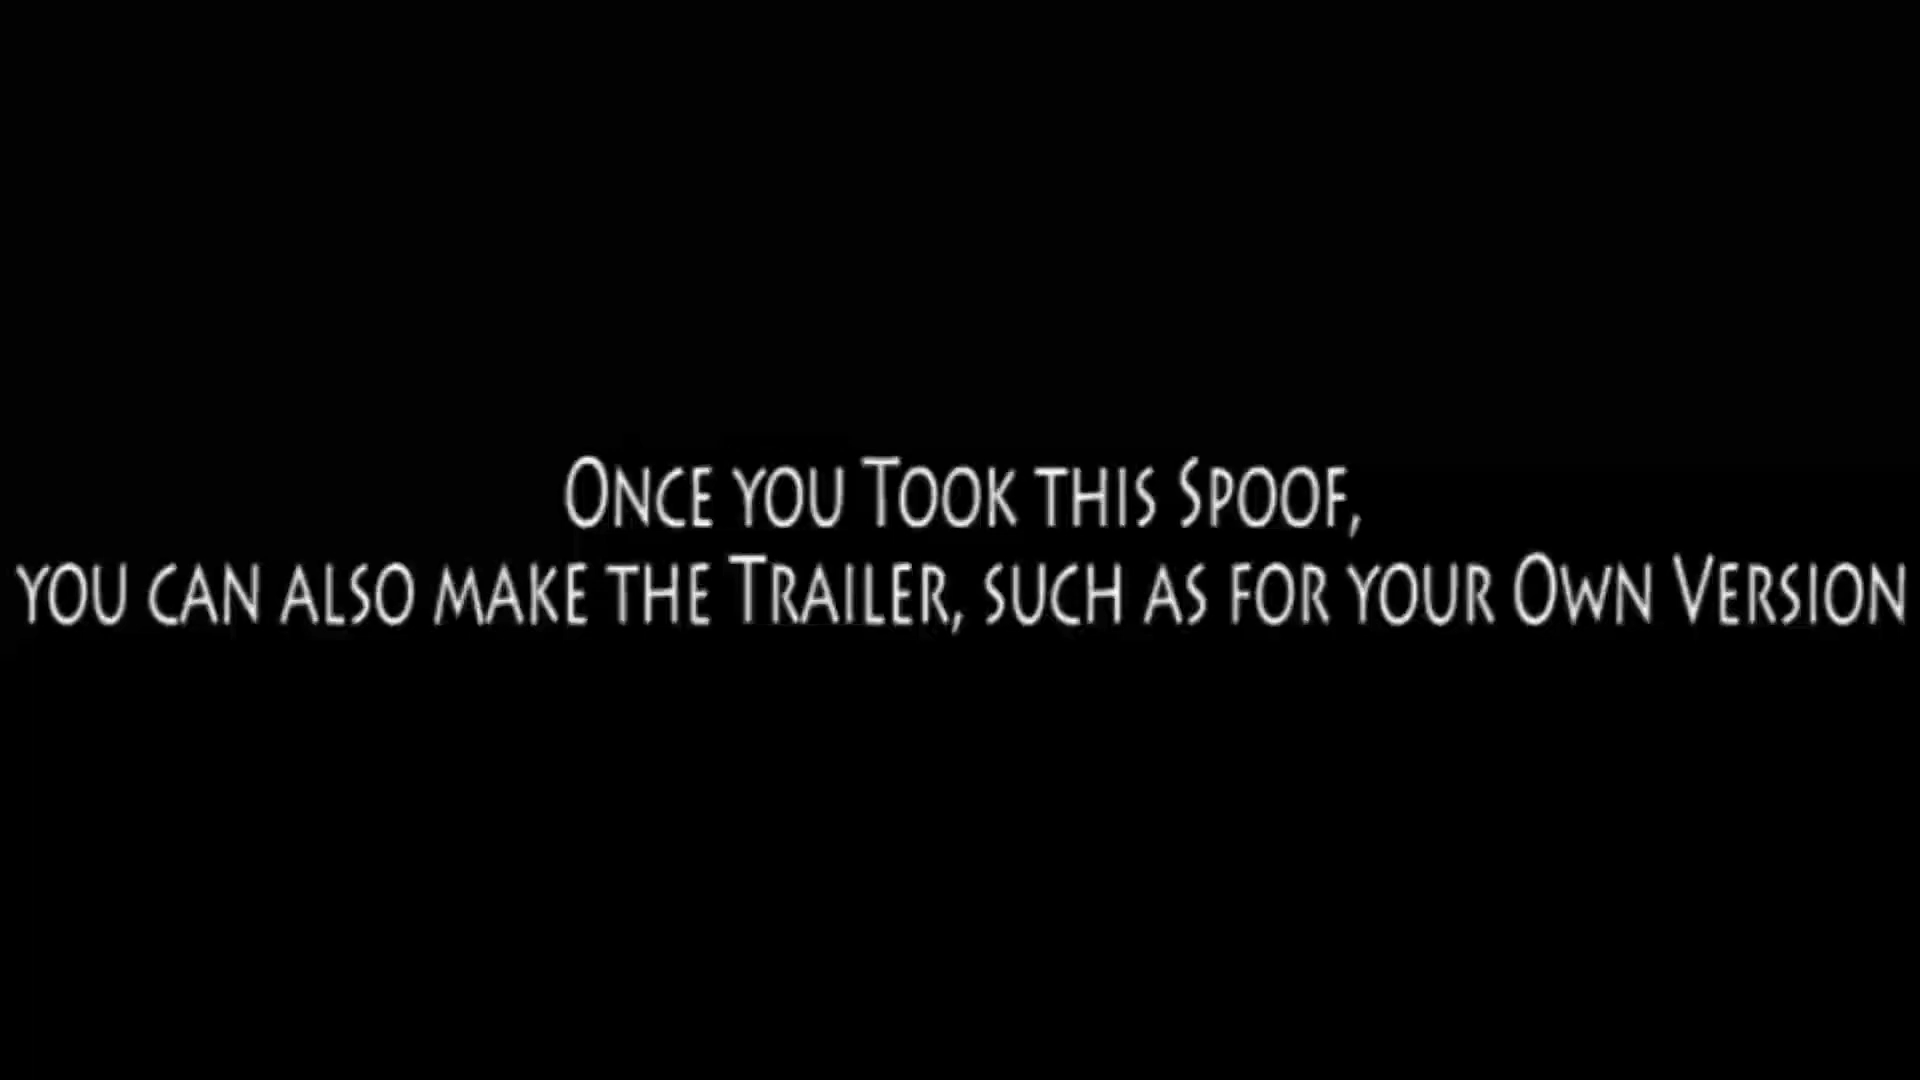 Once you Took this Spoof,
you can also make the Trailer, such as for your Own Version